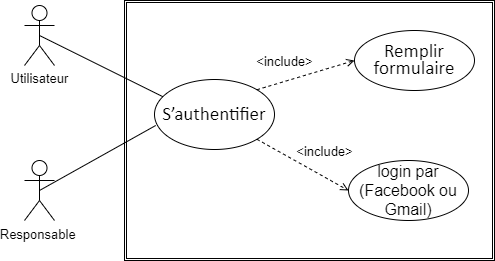 Utilisateur
<include>
Remplir
formulaire
S'authentifier
<include>
login par
(Facebook ou
Gmail)
Responsable